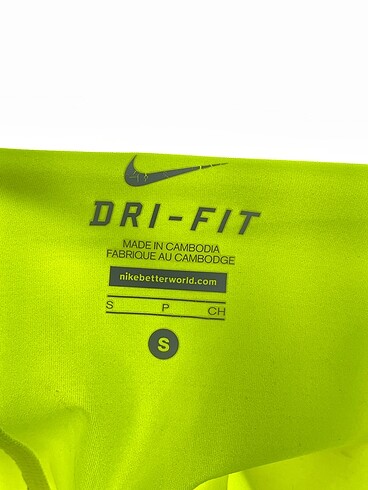 DRI-FIT
MADE IN CAMBODIA
FABRIQUE AU CAMBODGE
nikebetterworld.com
S P CH
S